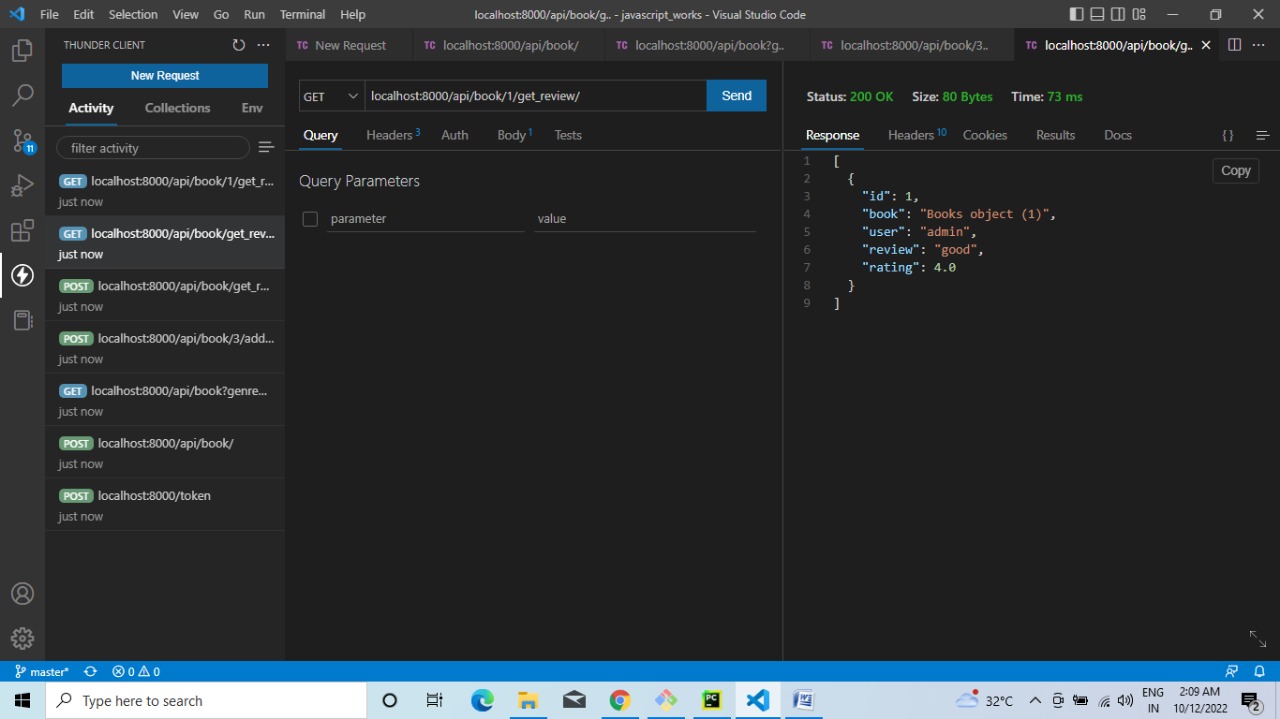 File Edit Selection View Go Run Terminal Help
localhost:8000/api/book/g.. - javascript_works - Visual Studio Code
THUNDER CLIENT
New Request
Activity Collections Env
filter activity
GET localhost:8000/api/book/1/get_r...
just now
GET localhost:8000/api/book/get_rev...
just now
POST localhost:8000/api/book/get_r...
just now
POST localhost:8000/api/book/3/add...
just now
GET localhost:8000/api/book?genre...
just now
POST localhost:8000/api/book/
just now
POST localhost:8000/token
just now
11
TC New Request TC localhost:8000/api/book/ TC localhost:8000/api/book?g.. TC localhost:8000/api/book/3.. TC localhost:8000/api/book/g..
GET localhost:8000/api/book/1/get_review/ Send
Query Headers 3 Auth Body 1 Tests
Query Parameters
parameter value
Status: 200 OK Size: 80 Bytes Time: 73 ms
Response Headers 10 Cookies Results Docs { }
Copy
1 [
2 {
3 "id": 1,
4 "book": "Books object (1)",
5 "user": "admin",
6 "review": "good",
7 "rating": 4.0
8 }
9 ]
master* 0 0
Type here to search
PC
32°C
ENG
IN
2:09 AM
10/12/2022
2